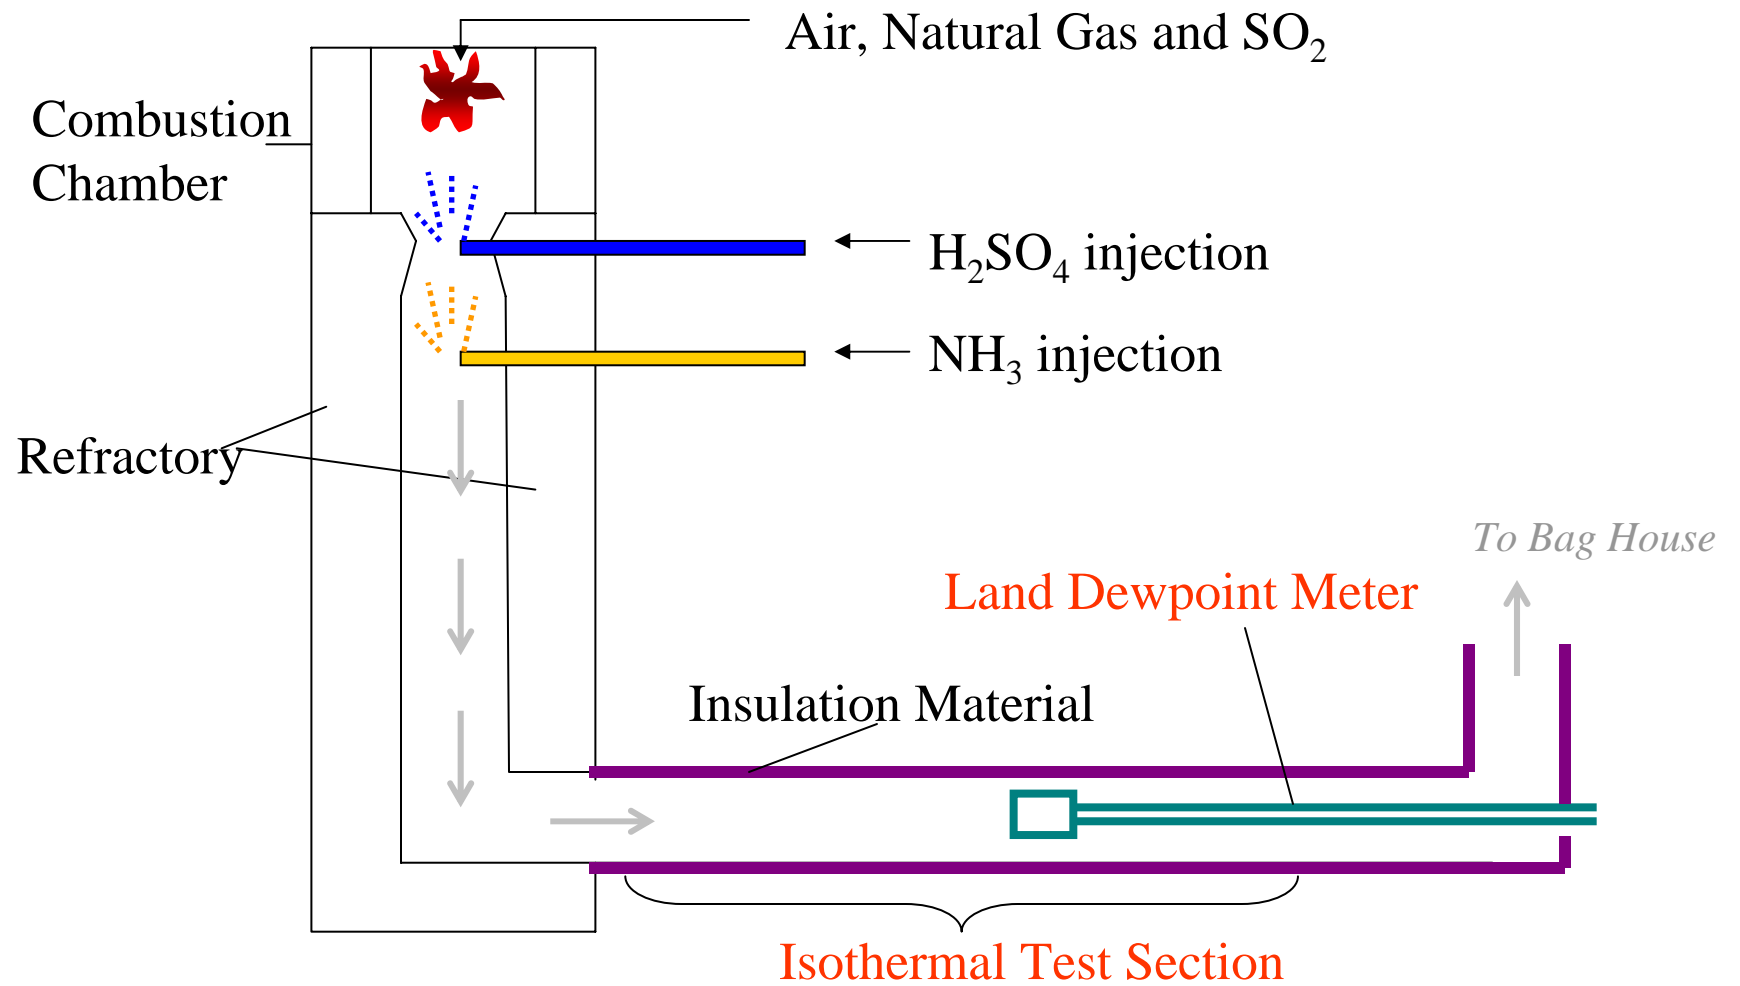 Air, Natural Gas and SO₂
Combustion
Chamber
H₂SO₄ injection
NH₃ injection
Refractory
To Bag House
Land Dewpoint Meter
Insulation Material
Isothermal Test Section